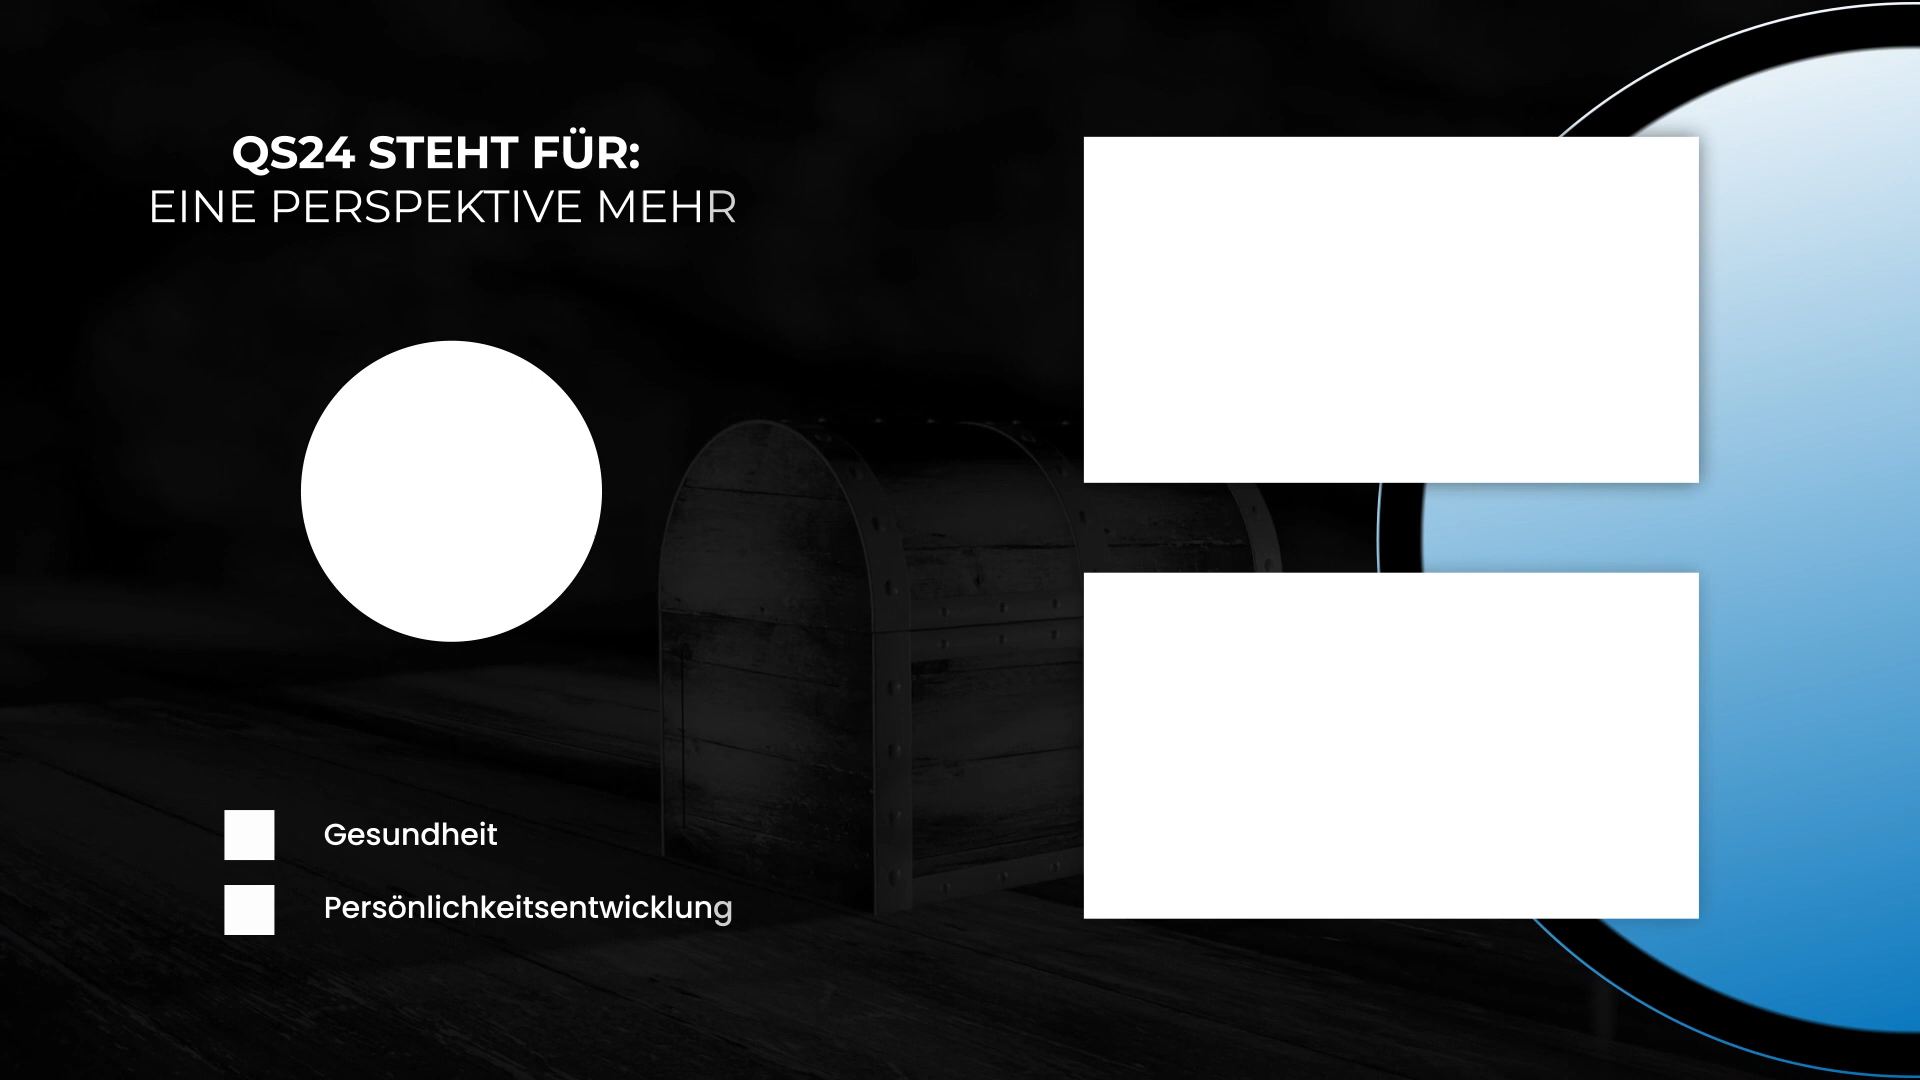 QS24 STEHT FÜR:
EINE PERSPEKTIVE MEHR
Gesundheit
Persönlichkeitsentwicklung